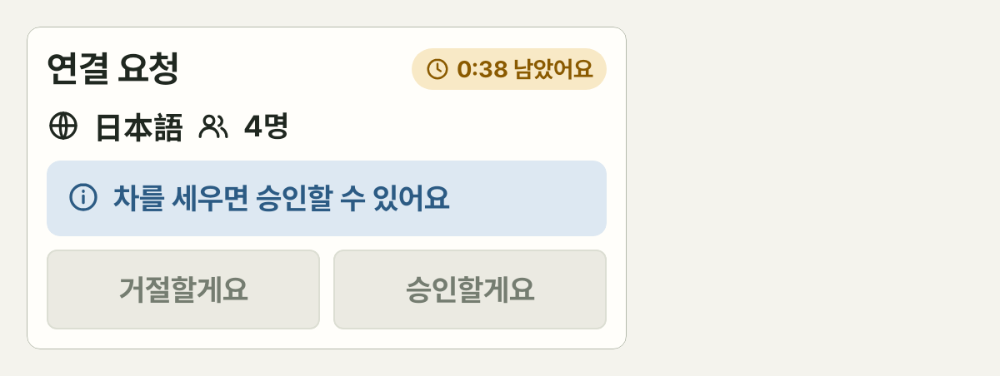 연결 요청
0:38 남았어요
日本語 4명
차를 세우면 승인할 수 있어요
거절할게요
승인할게요